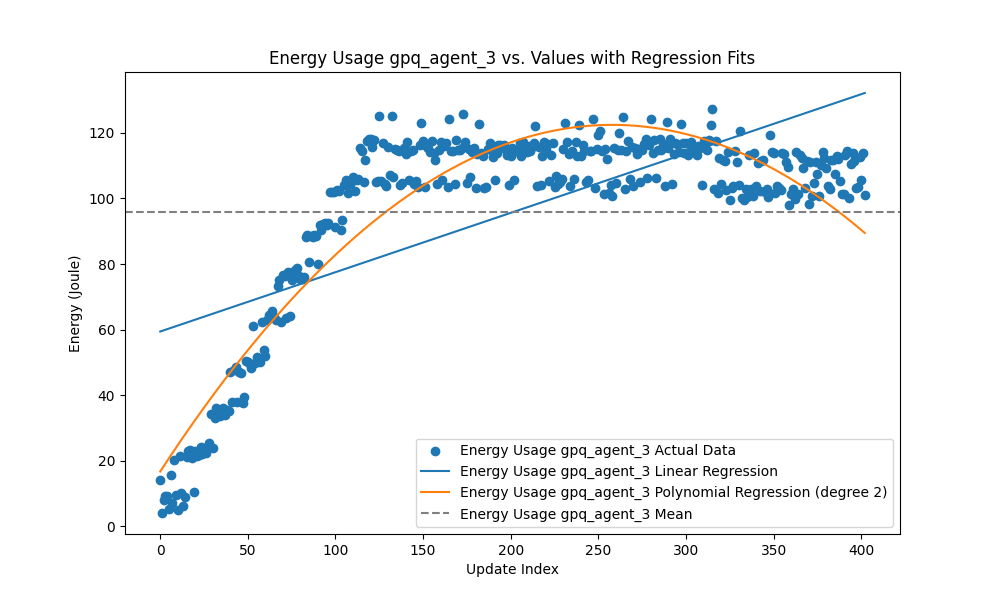 Energy Usage gpq_agent_3 vs. Values with Regression Fits
Energy (Joule)
120
100
80
60
40
20
0
Energy Usage gpq_agent_3 Actual Data
Energy Usage gpq_agent_3 Linear Regression
Energy Usage gpq_agent_3 Polynomial Regression (degree 2)
Energy Usage gpq_agent_3 Mean
0 50 100 150 200 250 300 350 400
Update Index